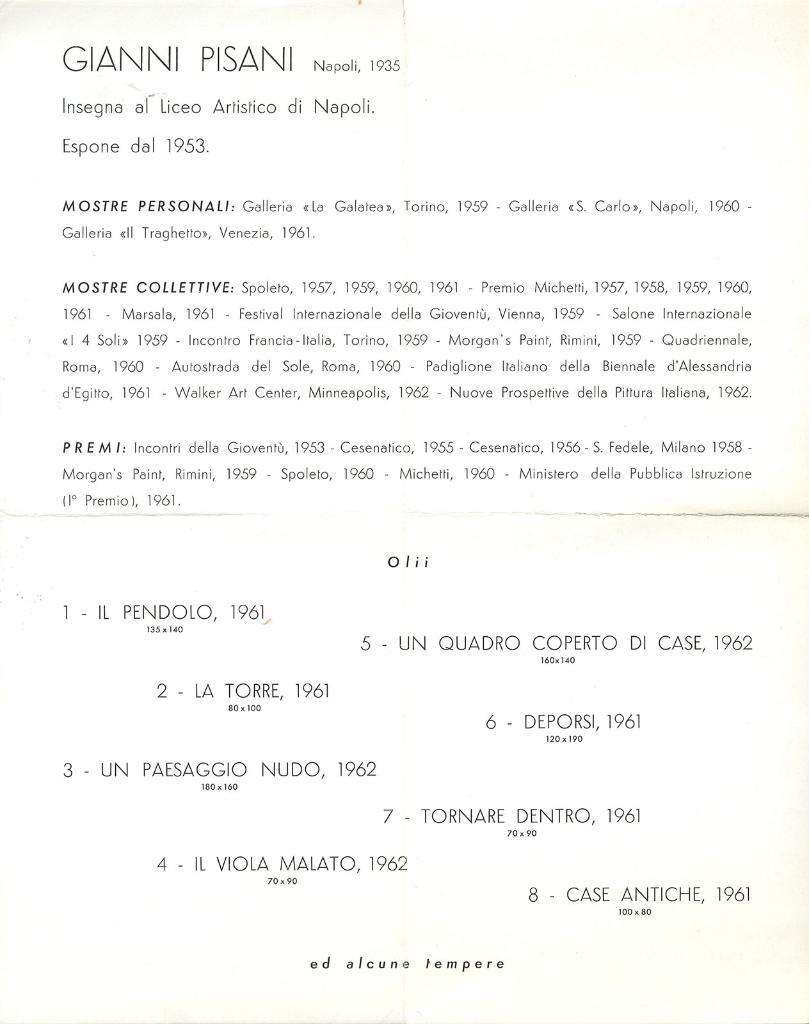 GIANNI PISANI Napoli, 1935
Insegna al Liceo Artistico di Napoli.
Espone dal 1953.
MOSTRE PERSONALI: Galleria «La Galatea», Torino, 1959 - Galleria «S. Carlo», Napoli, 1960 -
Galleria «Il Traghetto», Venezia, 1961.
MOSTRE COLLETTIVE: Spoleto, 1957, 1959, 1960, 1961 - Premio Michetti, 1957, 1958, 1959, 1960,
1961 - Marsala, 1961 - Festival Internazionale della Gioventù, Vienna, 1959 - Salone Internazionale
«I 4 Soli» 1959 - Incontro Francia-Italia, Torino, 1959 - Morgan's Paint, Rimini, 1959 - Quadriennale,
Roma, 1960 - Autostrada del Sole, Roma, 1960 - Padiglione Italiano della Biennale d'Alessandria
d'Egitto, 1961 - Walker Art Center, Minneapolis, 1962 - Nuove Prospettive della Pittura Italiana, 1962.
PREMI: Incontri della Gioventù, 1953 - Cesenatico, 1955 - Cesenatico, 1956 - S. Fedele, Milano 1958 -
Morgan's Paint, Rimini, 1959 - Spoleto, 1960 - Michetti, 1960 - Ministero della Pubblica Istruzione
(I° Premio), 1961.
Olii
1 - IL PENDOLO, 1961
135 x 140
5 - UN QUADRO COPERTO DI CASE, 1962
160x140
2 - LA TORRE, 1961
80 x 100
6 - DEPORSI, 1961
120 x 190
3 - UN PAESAGGIO NUDO, 1962
180 x 160
7 - TORNARE DENTRO, 1961
70 x 90
4 - IL VIOLA MALATO, 1962
70 x 90
8 - CASE ANTICHE, 1961
100 x 80
ed alcune tempere